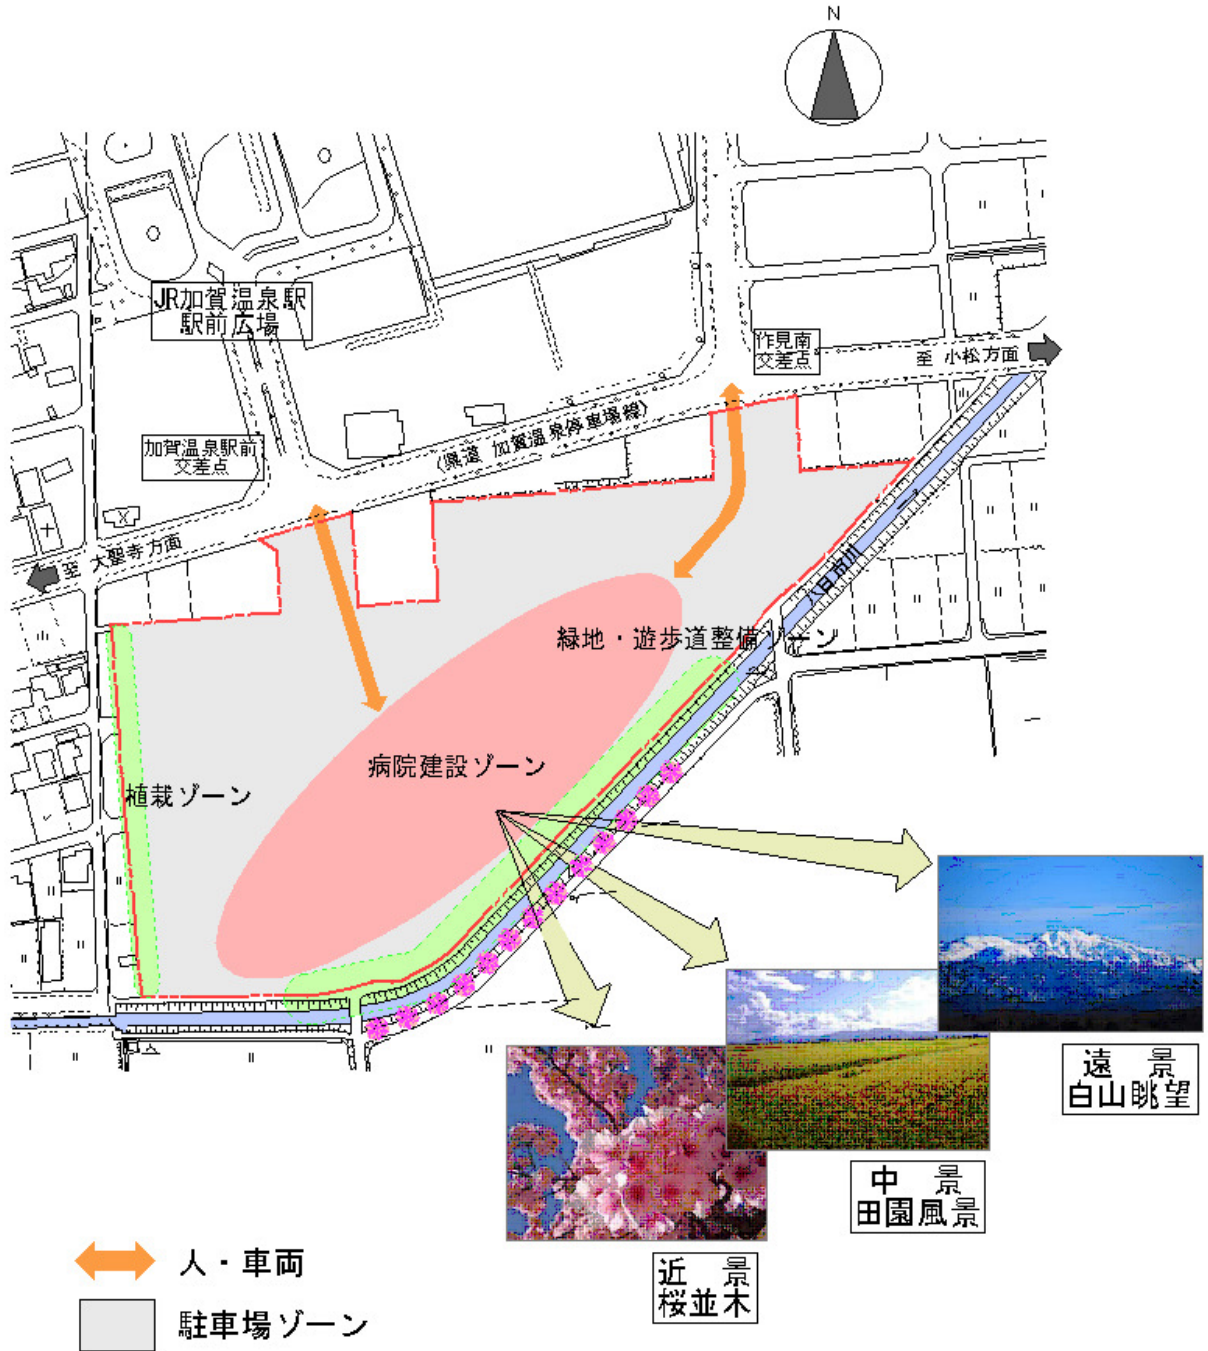 N
JR加賀温泉駅
駅前広場
作見南
交差点
至 小松方面
加賀温泉駅前
交差点
(県道 加賀温泉停車場線)
至 大聖寺方面
八日市川
緑地・遊歩道整備ゾーン
病院建設ゾーン
植栽ゾーン
遠 景
白山眺望
中 景
田園風景
近 景
桜並木
人・車両
駐車場ゾーン